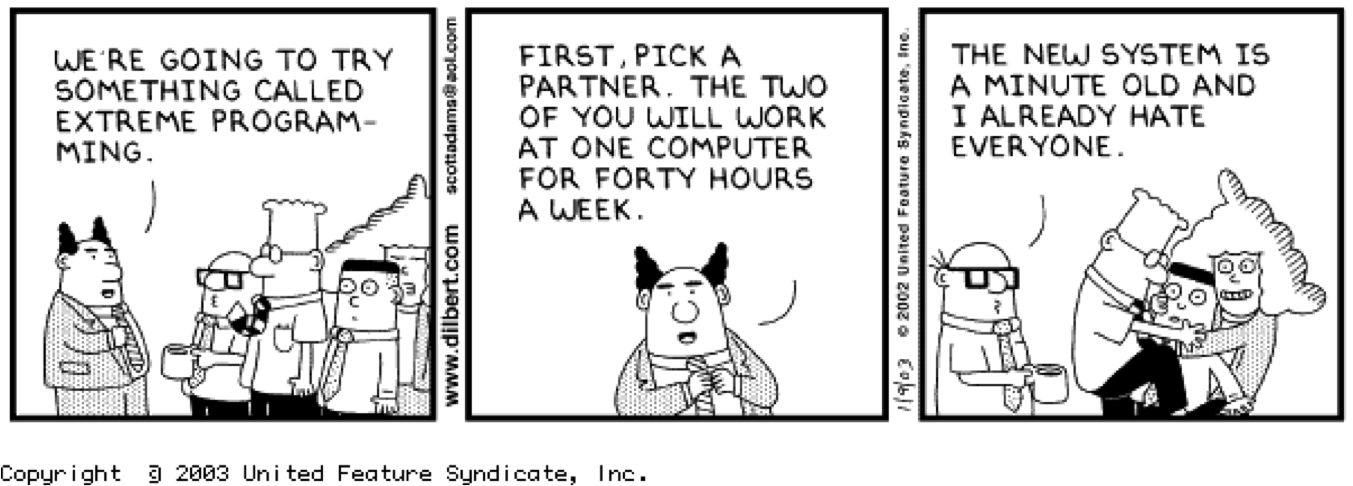 WE'RE GOING TO TRY
SOMETHING CALLED
EXTREME PROGRAM-
MING.
www.dilbert.com scottadams@aol.com
FIRST, PICK A
PARTNER. THE TWO
OF YOU WILL WORK
AT ONE COMPUTER
FOR FORTY HOURS
A WEEK.
1/9/03 © 2002 United Feature Syndicate, Inc.
THE NEW SYSTEM IS
A MINUTE OLD AND
I ALREADY HATE
EVERYONE.
Copyright © 2003 United Feature Syndicate, Inc.